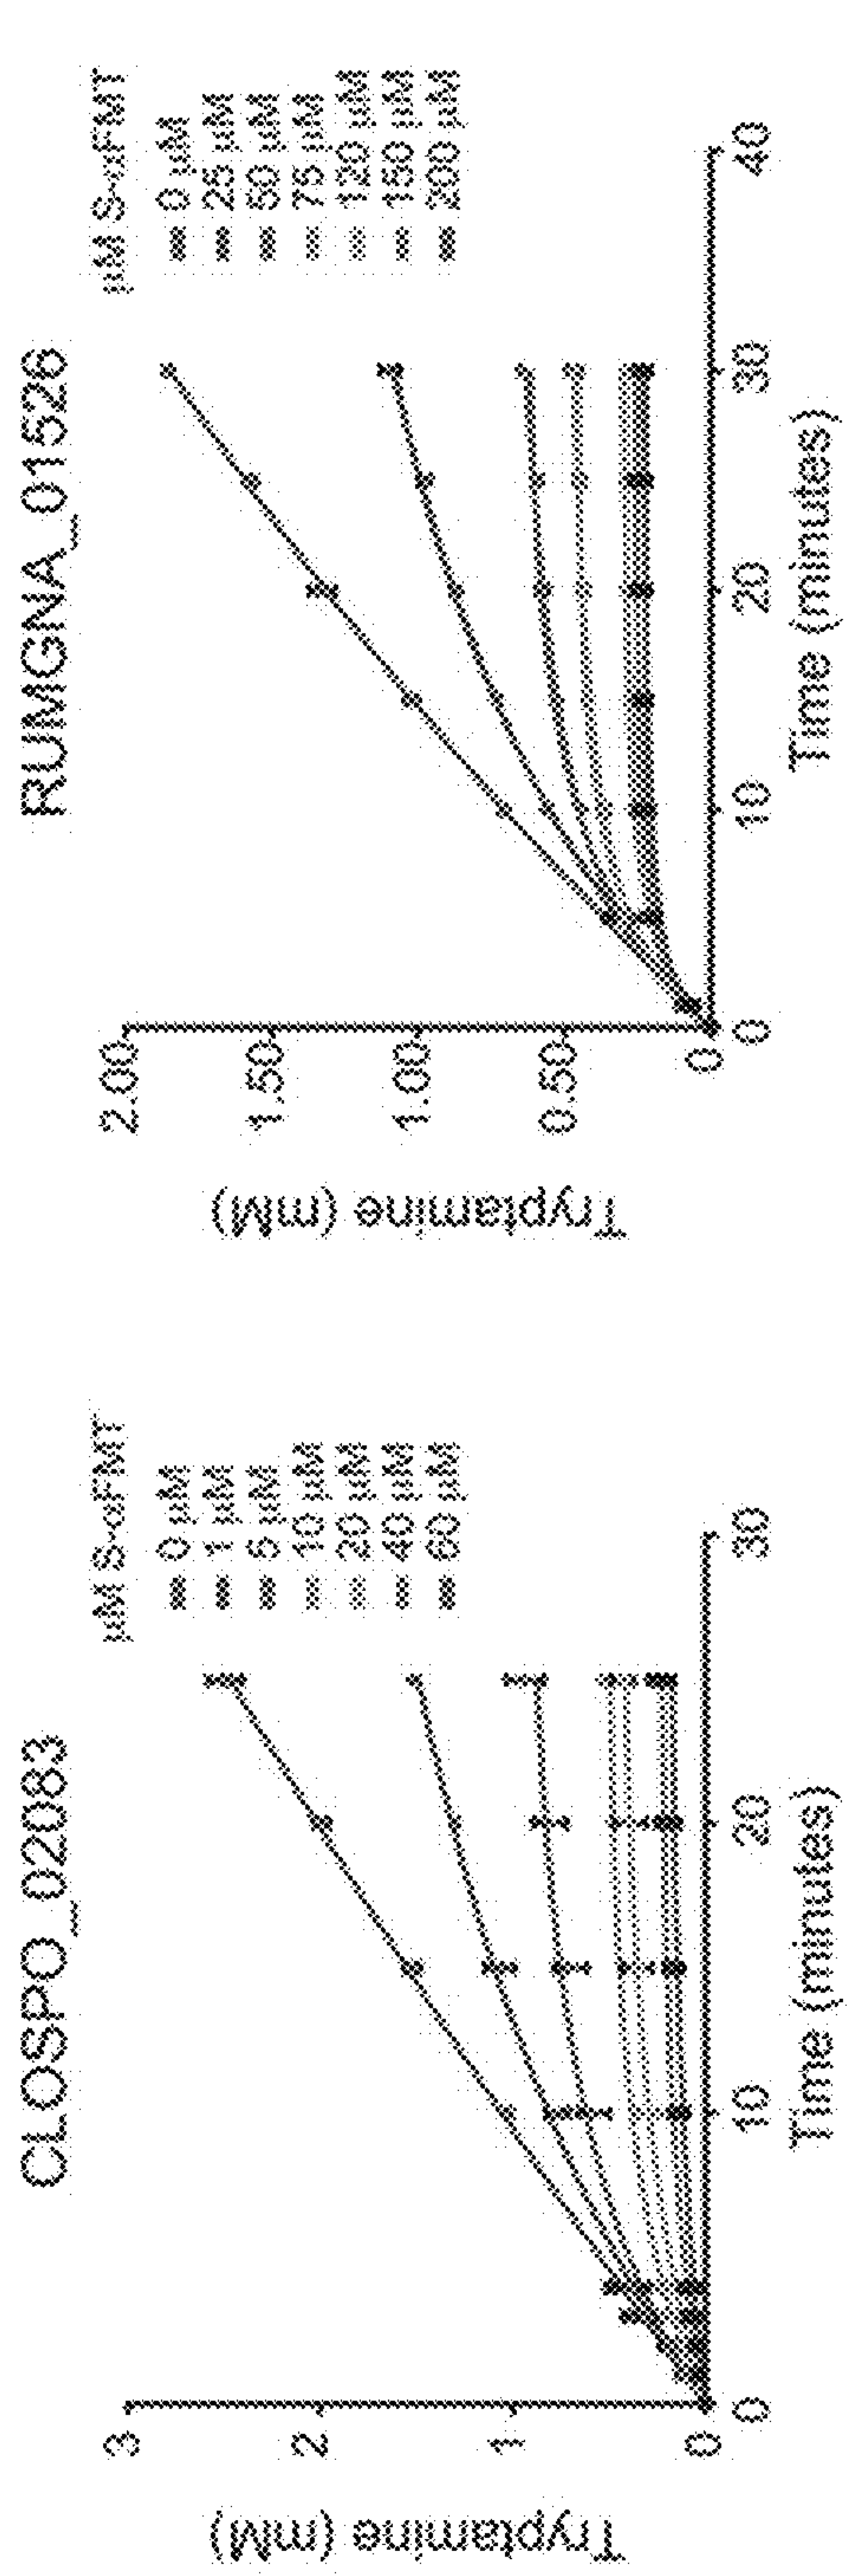 CLOSPO_02083
Tryptamine (mM)
3
2
1
0
0
10
20
30
Time (minutes)
µM S-αFMT
0 µM
1 µM
5 µM
10 µM
20 µM
40 µM
60 µM
RUMGNA_01526
Tryptamine (mM)
2.00
1.50
1.00
0.50
0
0
10
20
30
40
Time (minutes)
µM S-αFMT
0 µM
25 µM
50 µM
75 µM
120 µM
150 µM
200 µM